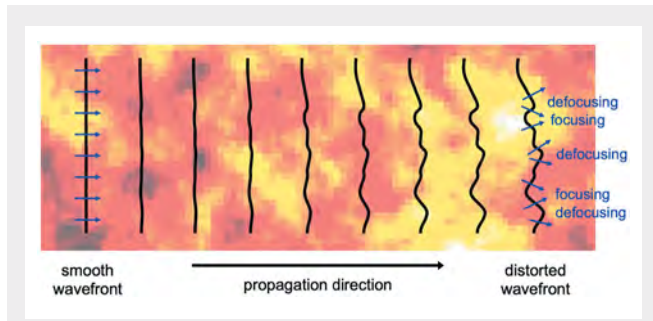 defocusing
focusing
defocusing
focusing
defocusing
smooth
wavefront
propagation direction
distorted
wavefront